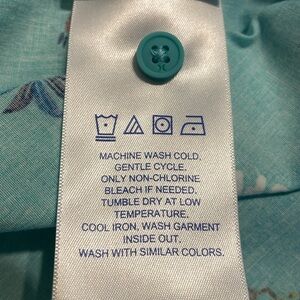 MACHINE WASH COLD,
GENTLE CYCLE.
ONLY NON-CHLORINE
BLEACH IF NEEDED.
TUMBLE DRY AT LOW
TEMPERATURE.
COOL IRON, WASH GARMENT
INSIDE OUT.
WASH WITH SIMILAR COLORS.